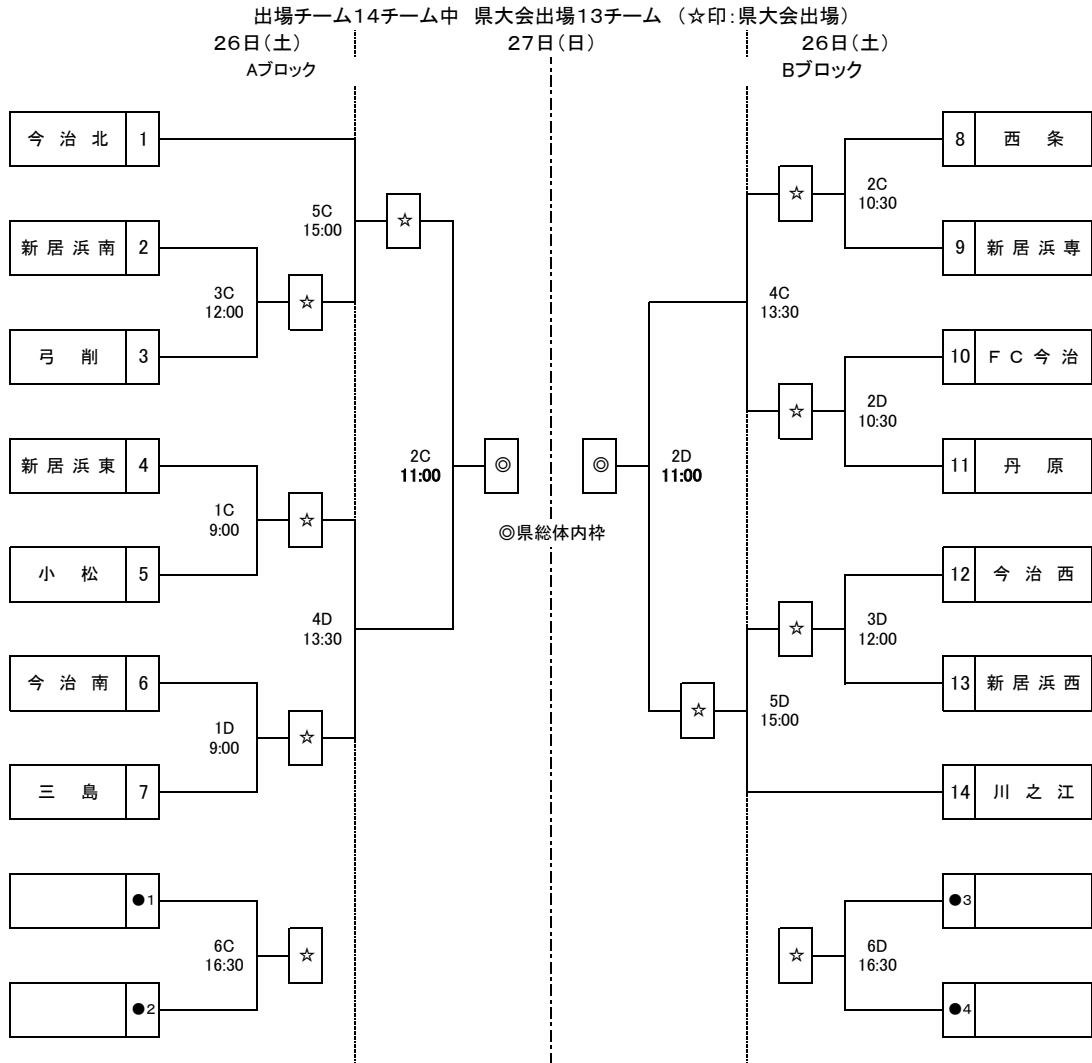 出場チーム14チーム中 県大会出場13チーム (☆印:県大会出場)
26日(土) 27日(日) 26日(土)
Aブロック Bブロック
今治北 1
8 西条
☆
2C
10:30
5C
15:00
☆
新居浜南 2
9 新居浜専
3C
12:00
☆
4C
13:30
弓削 3
10 FC今治
☆
2D
10:30
新居浜東 4
11 丹原
2C
11:00
◎
◎
2D
11:00
1C
9:00
☆
◎県総体内枠
小松 5
12 今治西
4D
13:30
☆
3D
12:00
今治南 6
13 新居浜西
1D
9:00
☆
☆
5D
15:00
三島 7
14 川之江
●1
●3
6C
16:30
☆
☆
6D
16:30
●2
●4